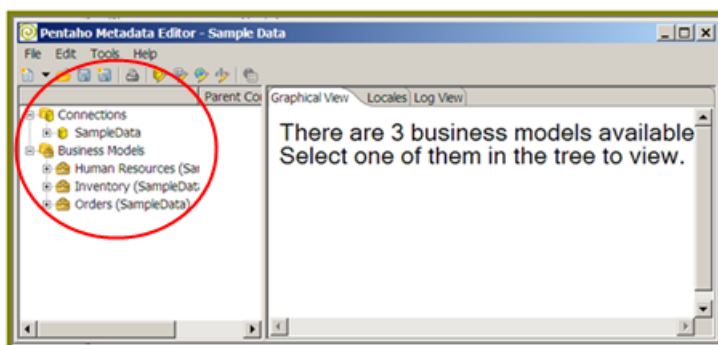 Pentaho Metadata Editor - Sample Data
File Edit Tools Help
Parent Co
Graphical View Locales Log View
Connections
SampleData
Business Models
Human Resources (Sa
Inventory (SampleDat
Orders (SampleData)
There are 3 business models available
Select one of them in the tree to view.